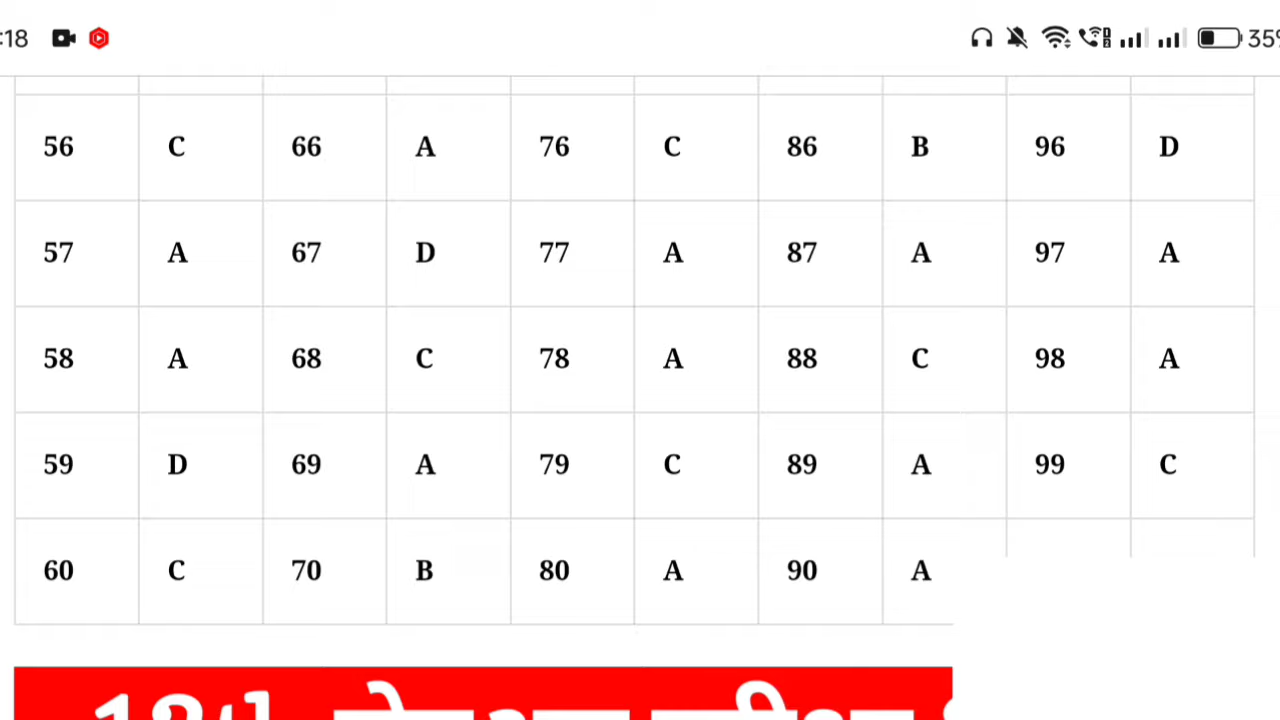 :18 35%
56 C 66 A 76 C 86 B 96 D
57 A 67 D 77 A 87 A 97 A
58 A 68 C 78 A 88 C 98 A
59 D 69 A 79 C 89 A 99 C
60 C 70 B 80 A 90 A